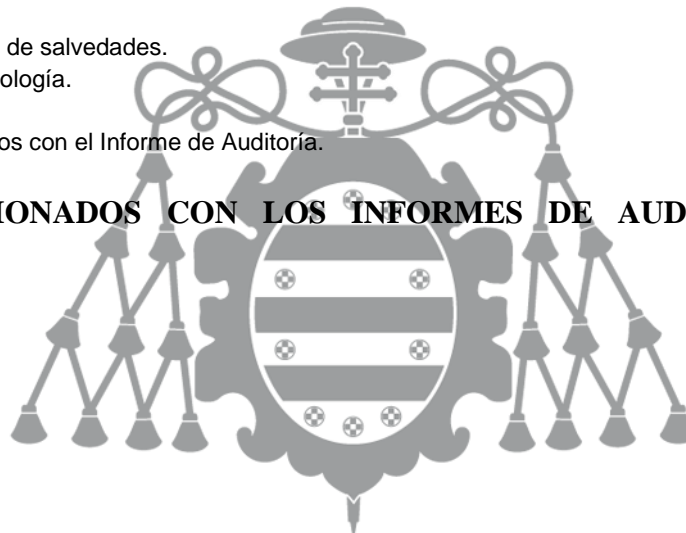 de salvedades.
ología.
os con el Informe de Auditoría.
IONADOS CON LOS INFORMES DE AUD